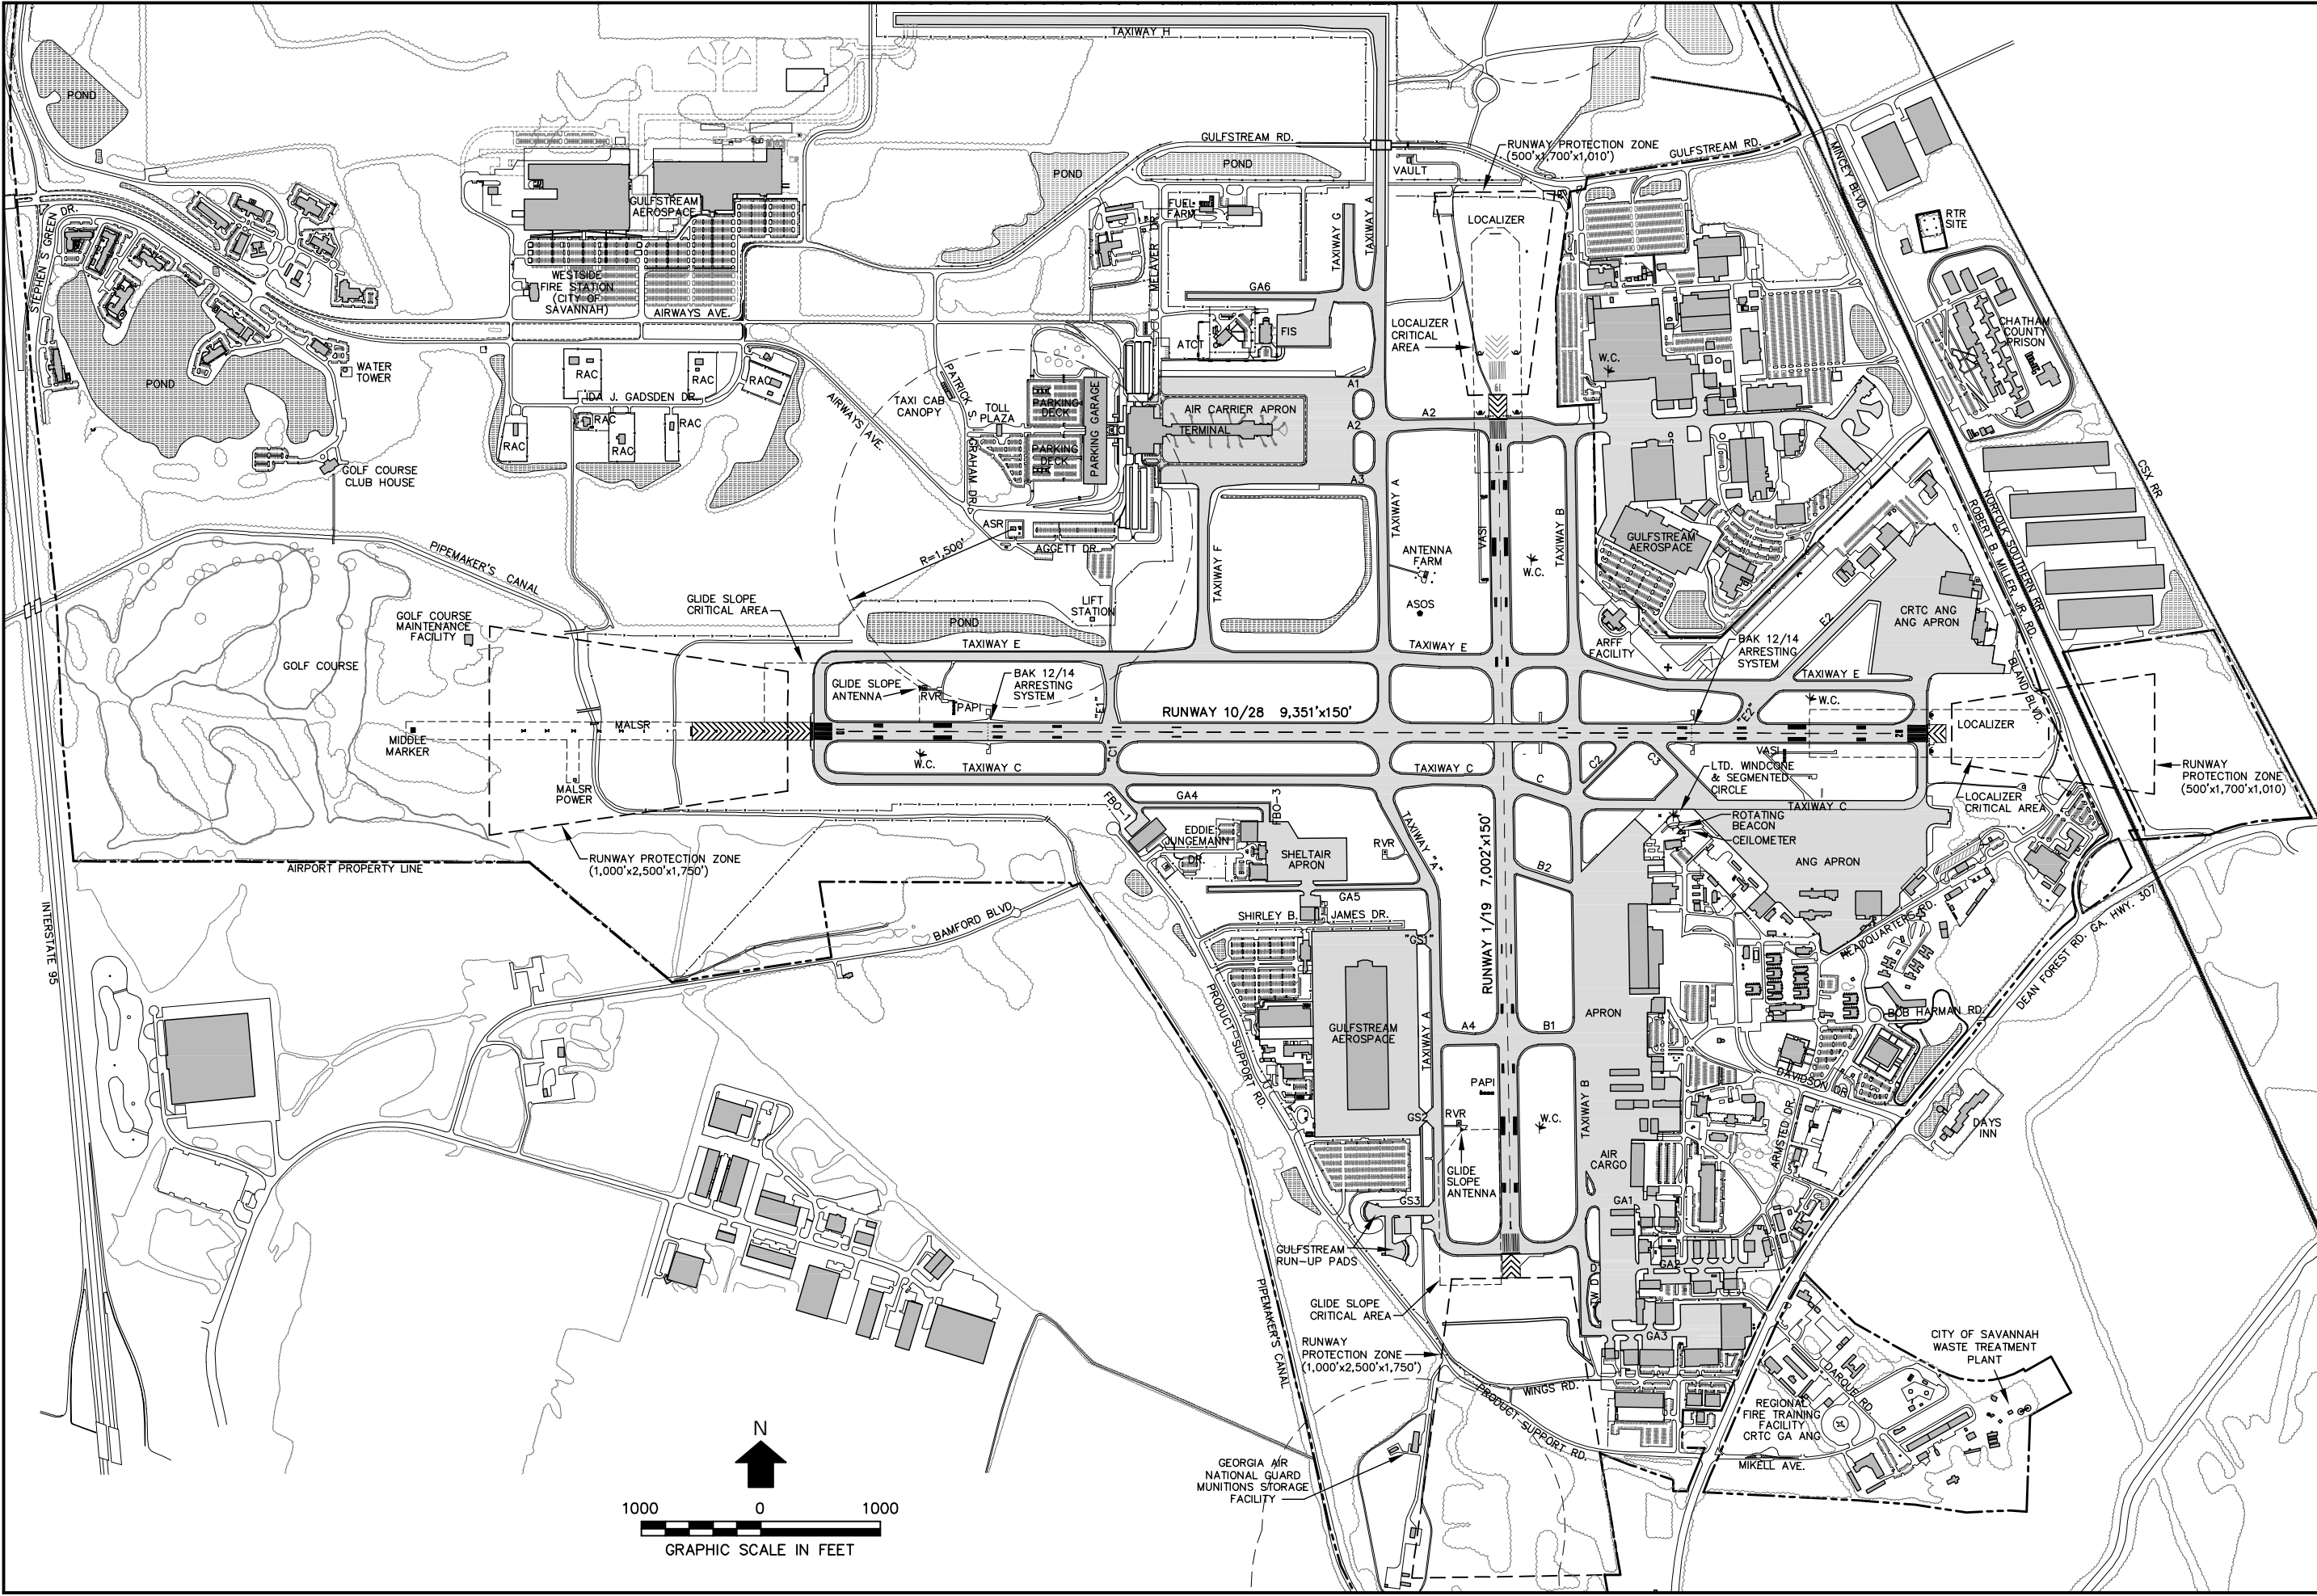 TAXIWAY H
POND
GULFSTREAM RD.
RUNWAY PROTECTION ZONE
(500'x1,700'x1,010')
GULFSTREAM RD.
MINCEY BLVD.
POND
POND
VAULT
STEPHEN S GREEN DR.
GULFSTREAM
AEROSPACE
FUEL
FARM
MELAVER DR.
TAXIWAY G
TAXIWAY A
LOCALIZER
RTR
SITE
WESTSIDE
FIRE STATION
(CITY OF
SAVANNAH)
AIRWAYS AVE.
GA6
ATCT
FIS
LOCALIZER
CRITICAL
AREA
W.C.
CHATHAM
COUNTY
PRISON
WATER
TOWER
POND
RAC
RAC
RAC
IDA J. GADSDEN DR.
RAC
RAC
RAC
RAC
AIRWAYS AVE.
TAXI CAB
CANOPY
PATRICK S.
GRAHAM DR.
TOLL
PLAZA
PARKING
DECK
PARKING
DECK
PARKING GARAGE
AIR CARRIER APRON
TERMINAL
A1
A2
A2
A3
19
GOLF COURSE
CLUB HOUSE
CSX RR
NORFOLK SOUTHERN RR
ROBERT B. MILLER, JR. RD.
ASR
AGGETT DR.
R=1,500'
TAXIWAY F
TAXIWAY A
VASI
TAXIWAY B
ANTENNA
FARM
W.C.
ASOS
GULFSTREAM
AEROSPACE
PIPEMAKER'S CANAL
GLIDE SLOPE
CRITICAL AREA
LIFT
STATION
POND
GOLF COURSE
MAINTENANCE
FACILITY
GOLF COURSE
TAXIWAY E
TAXIWAY E
ARFF
FACILITY
CRTC ANG
ANG APRON
E2
BAK 12/14
ARRESTING
SYSTEM
TAXIWAY E
BLAND BLVD.
GLIDE SLOPE
ANTENNA
RVR
PAPI
BAK 12/14
ARRESTING
SYSTEM
"E1"
RUNWAY 10/28 9,351'x150'
"E2"
W.C.
LOCALIZER
MIDDLE
MARKER
MALSR
MALSR
POWER
W.C.
TAXIWAY C
"C1"
TAXIWAY C
C
C2
C3
VASI
28
LTD. WINDCONE
& SEGMENTED
CIRCLE
TAXIWAY C
LOCALIZER
CRITICAL AREA
RUNWAY
PROTECTION ZONE
(500'x1,700'x1,010)
FBO-1
GA4
FBO-3
EDDIE
JUNGEMANN
DR.
SHELTAIR
APRON
RVR
TAXIWAY "A"
ROTATING
BEACON
CEILOMETER
ANG APRON
RUNWAY PROTECTION ZONE
(1,000'x2,500'x1,750')
AIRPORT PROPERTY LINE
B2
GA5
SHIRLEY B. JAMES DR.
INTERSTATE 95
BAMFORD BLVD.
"GS1"
RUNWAY 1/19 7,002'x150'
HEADQUARTERS RD.
DEAN FOREST RD. GA. HWY. 307
PRODUCT SUPPORT RD.
GULFSTREAM
AEROSPACE
TAXIWAY A
A4
B1
APRON
BOB HARMAN RD.
DAVIDSON DR.
PAPI
TAXIWAY B
GS2
RVR
W.C.
ARMSTED DR.
DAYS
INN
AIR
CARGO
GLIDE
SLOPE
ANTENNA
GS3
GA1
GULFSTREAM
RUN-UP PADS
GA2
TW D
D1
GLIDE SLOPE
CRITICAL AREA
PIPEMAKER'S CANAL
GA3
RUNWAY
PROTECTION ZONE
(1,000'x2,500'x1,750')
WINGS RD.
PRODUCT SUPPORT RD.
DARQUE RD.
CITY OF SAVANNAH
WASTE TREATMENT
PLANT
REGIONAL
FIRE TRAINING
FACILITY
CRTC GA ANG
MIKELL AVE.
GEORGIA AIR
NATIONAL GUARD
MUNITIONS STORAGE
FACILITY
N
1000 0 1000
GRAPHIC SCALE IN FEET